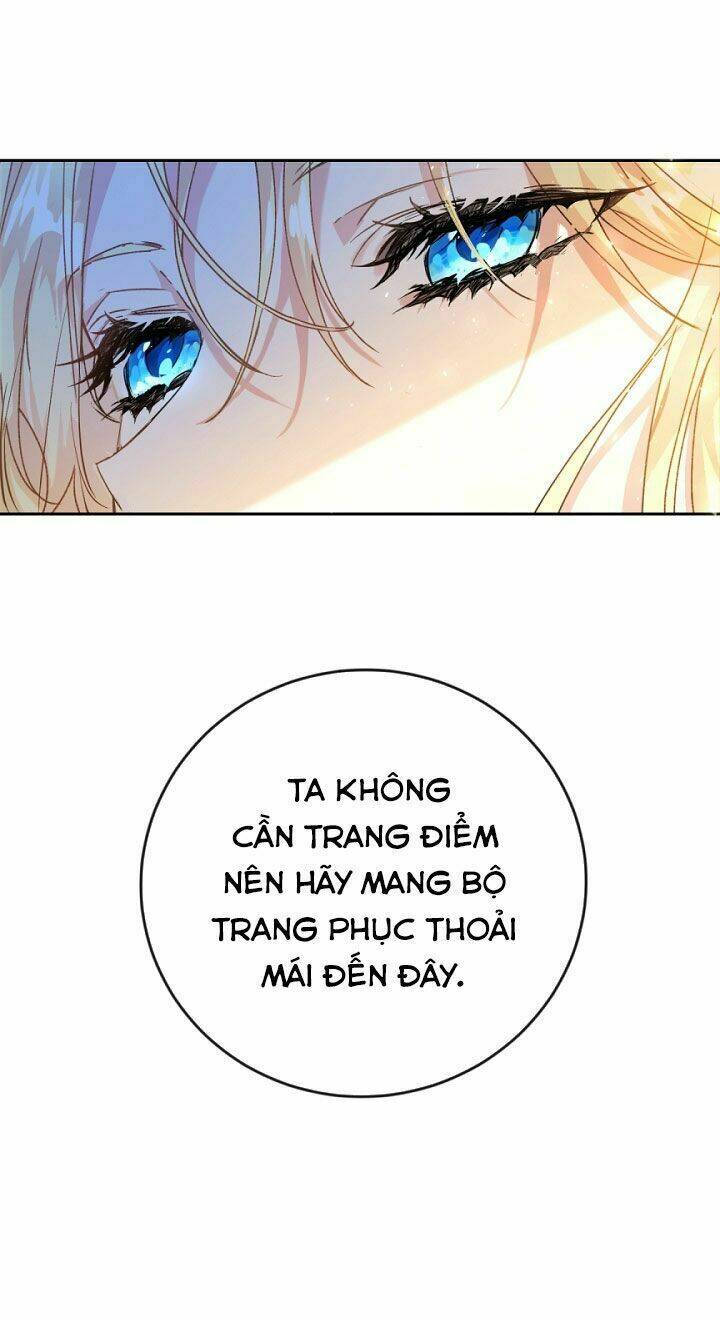 TA KHÔNG
CẦN TRANG ĐIỂM
NÊN HÃY MANG BỘ
TRANG PHỤC THOẢI
MÁI ĐẾN ĐÂY.